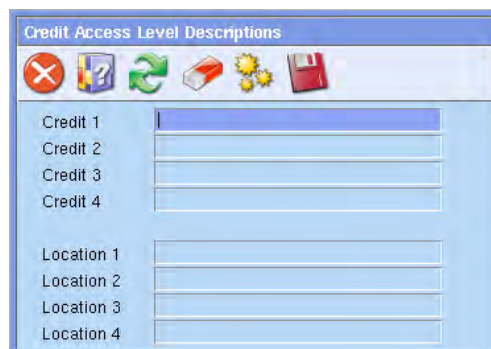 Credit Access Level Descriptions
?
Credit 1
Credit 2
Credit 3
Credit 4
Location 1
Location 2
Location 3
Location 4